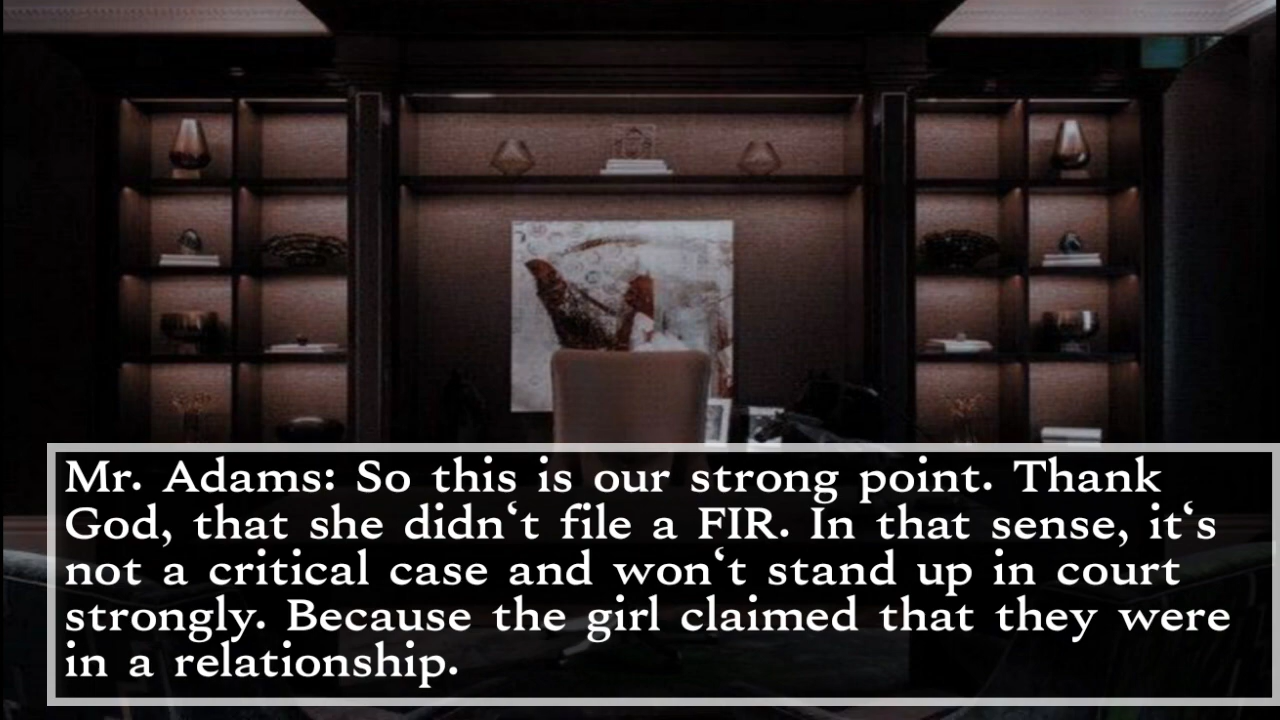 Mr. Adams: So this is our strong point. Thank
God, that she didn‘t file a FIR. In that sense, it‘s
not a critical case and won‘t stand up in court
strongly. Because the girl claimed that they were
in a relationship.